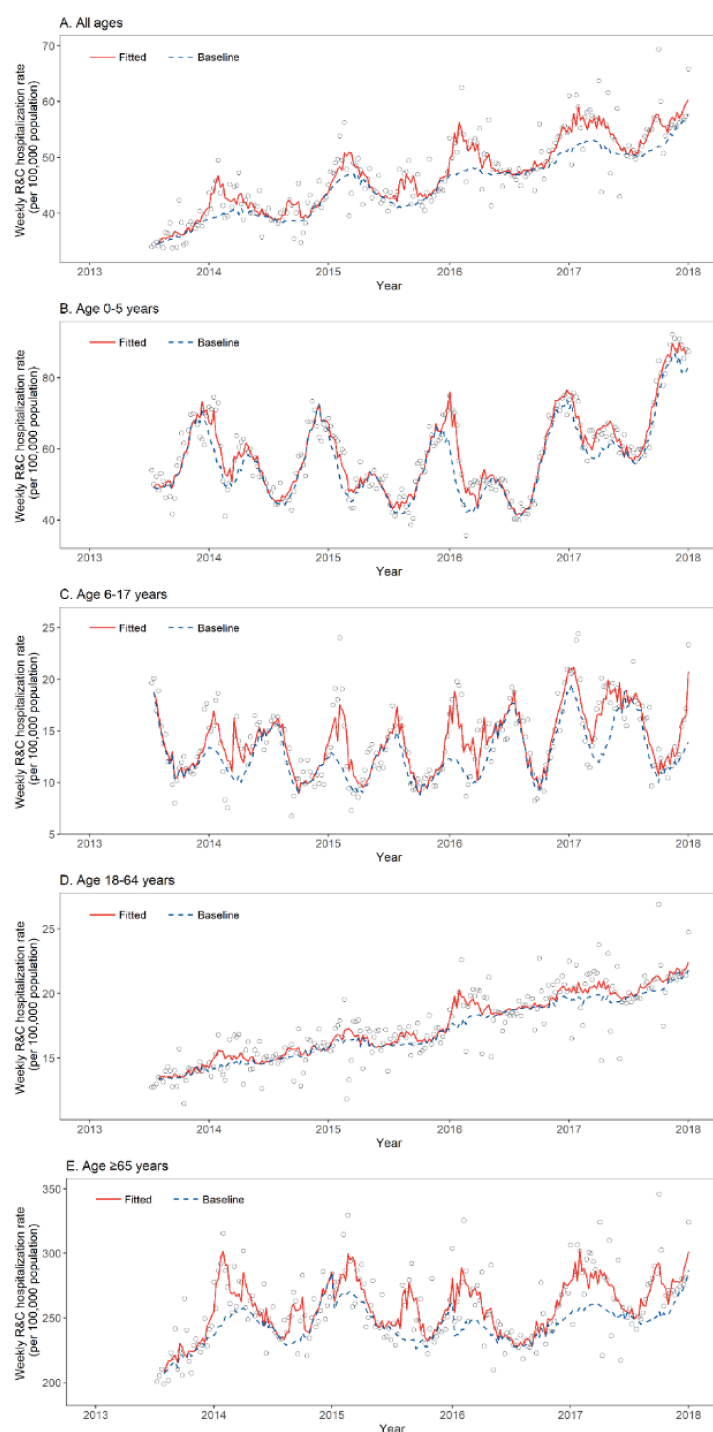 A. All ages
Fitted Baseline
Weekly R&C hospitalization rate
(per 100,000 population)
70
60
50
40
2013 2014 2015 2016 2017 2018
Year
B. Age 0-5 years
Fitted Baseline
Weekly R&C hospitalization rate
(per 100,000 population)
80
60
40
2013 2014 2015 2016 2017 2018
Year
C. Age 6-17 years
Fitted Baseline
Weekly R&C hospitalization rate
(per 100,000 population)
25
20
15
10
5
2013 2014 2015 2016 2017 2018
Year
D. Age 18-64 years
Fitted Baseline
Weekly R&C hospitalization rate
(per 100,000 population)
25
20
15
2013 2014 2015 2016 2017 2018
Year
E. Age ≥65 years
Fitted Baseline
Weekly R&C hospitalization rate
(per 100,000 population)
350
300
250
200
2013 2014 2015 2016 2017 2018
Year